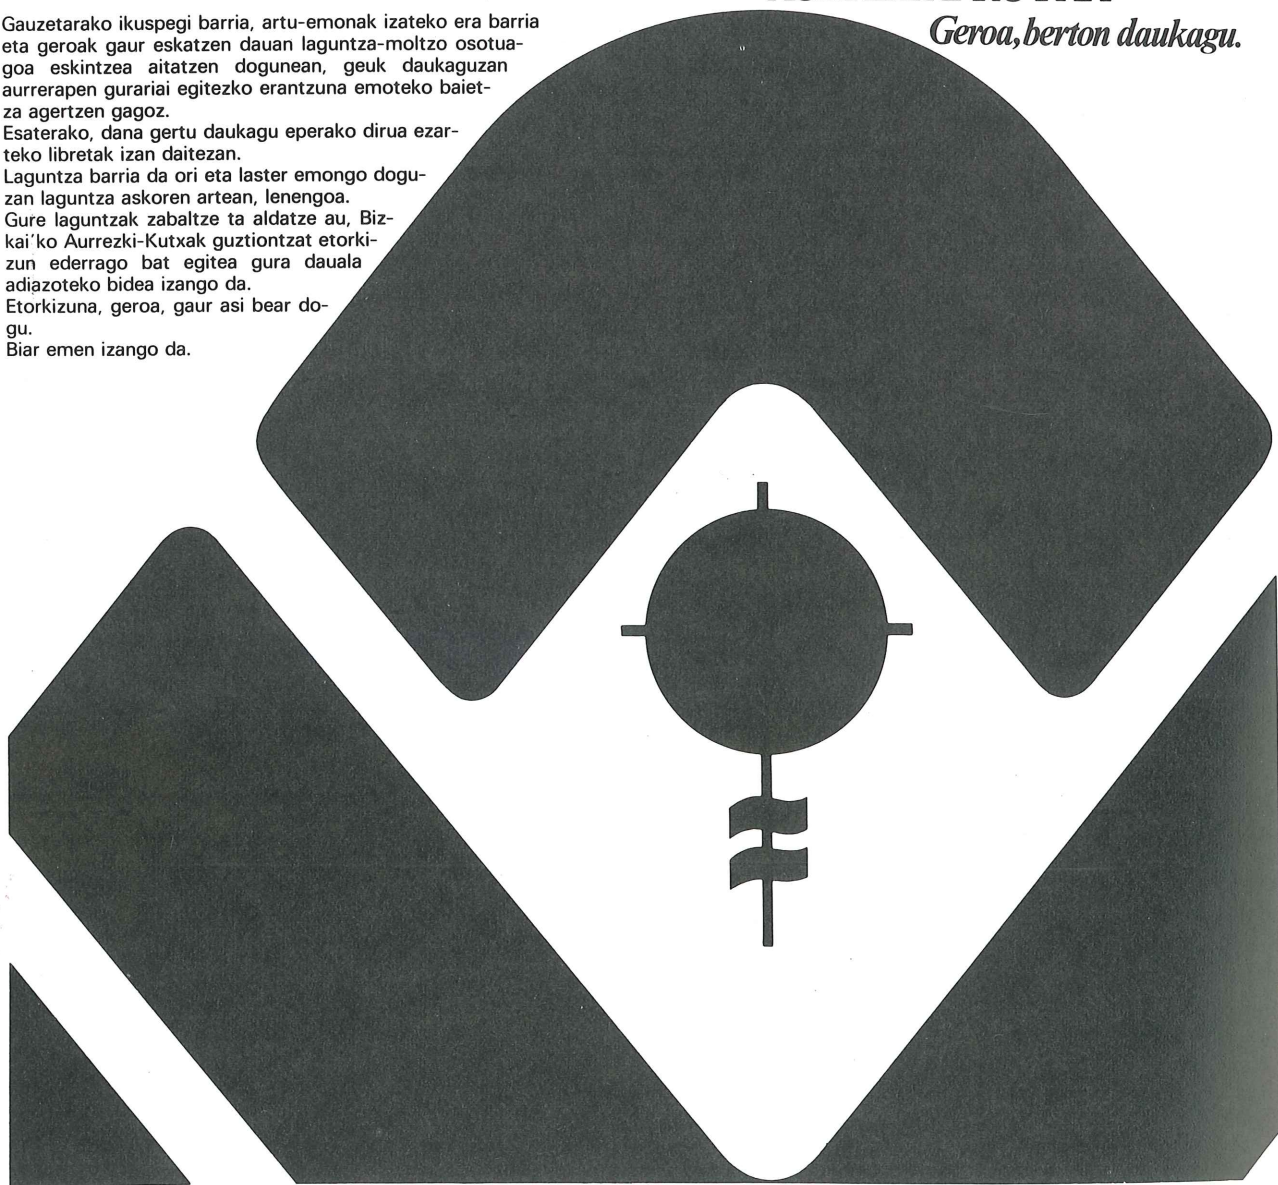 Gauzetarako ikuspegi barria, artu-emonak izateko era barria
eta geroak gaur eskatzen dauan laguntza-moltzo osotua-
goa eskintzea aitatzen dogunean, geuk daukaguzan
aurrerapen gurariai egitezko erantzuna emoteko baiet-
za agertzen gagoz.
Esaterako, dana gertu daukagu eperako dirua ezar-
teko libretak izan daitezan.
Laguntza barria da ori eta laster emongo dogu-
zan laguntza askoren artean, lenengoa.
Gure laguntzak zabaltze ta aldatze au, Biz-
kai'ko Aurrezki-Kutxak guztiontzat etorki-
zun ederrago bat egitea gura dauala
adiazoteko bidea izango da.
Etorkizuna, geroa, gaur asi bear do-
gu.
Biar emen izango da.
Geroa, berton daukagu.